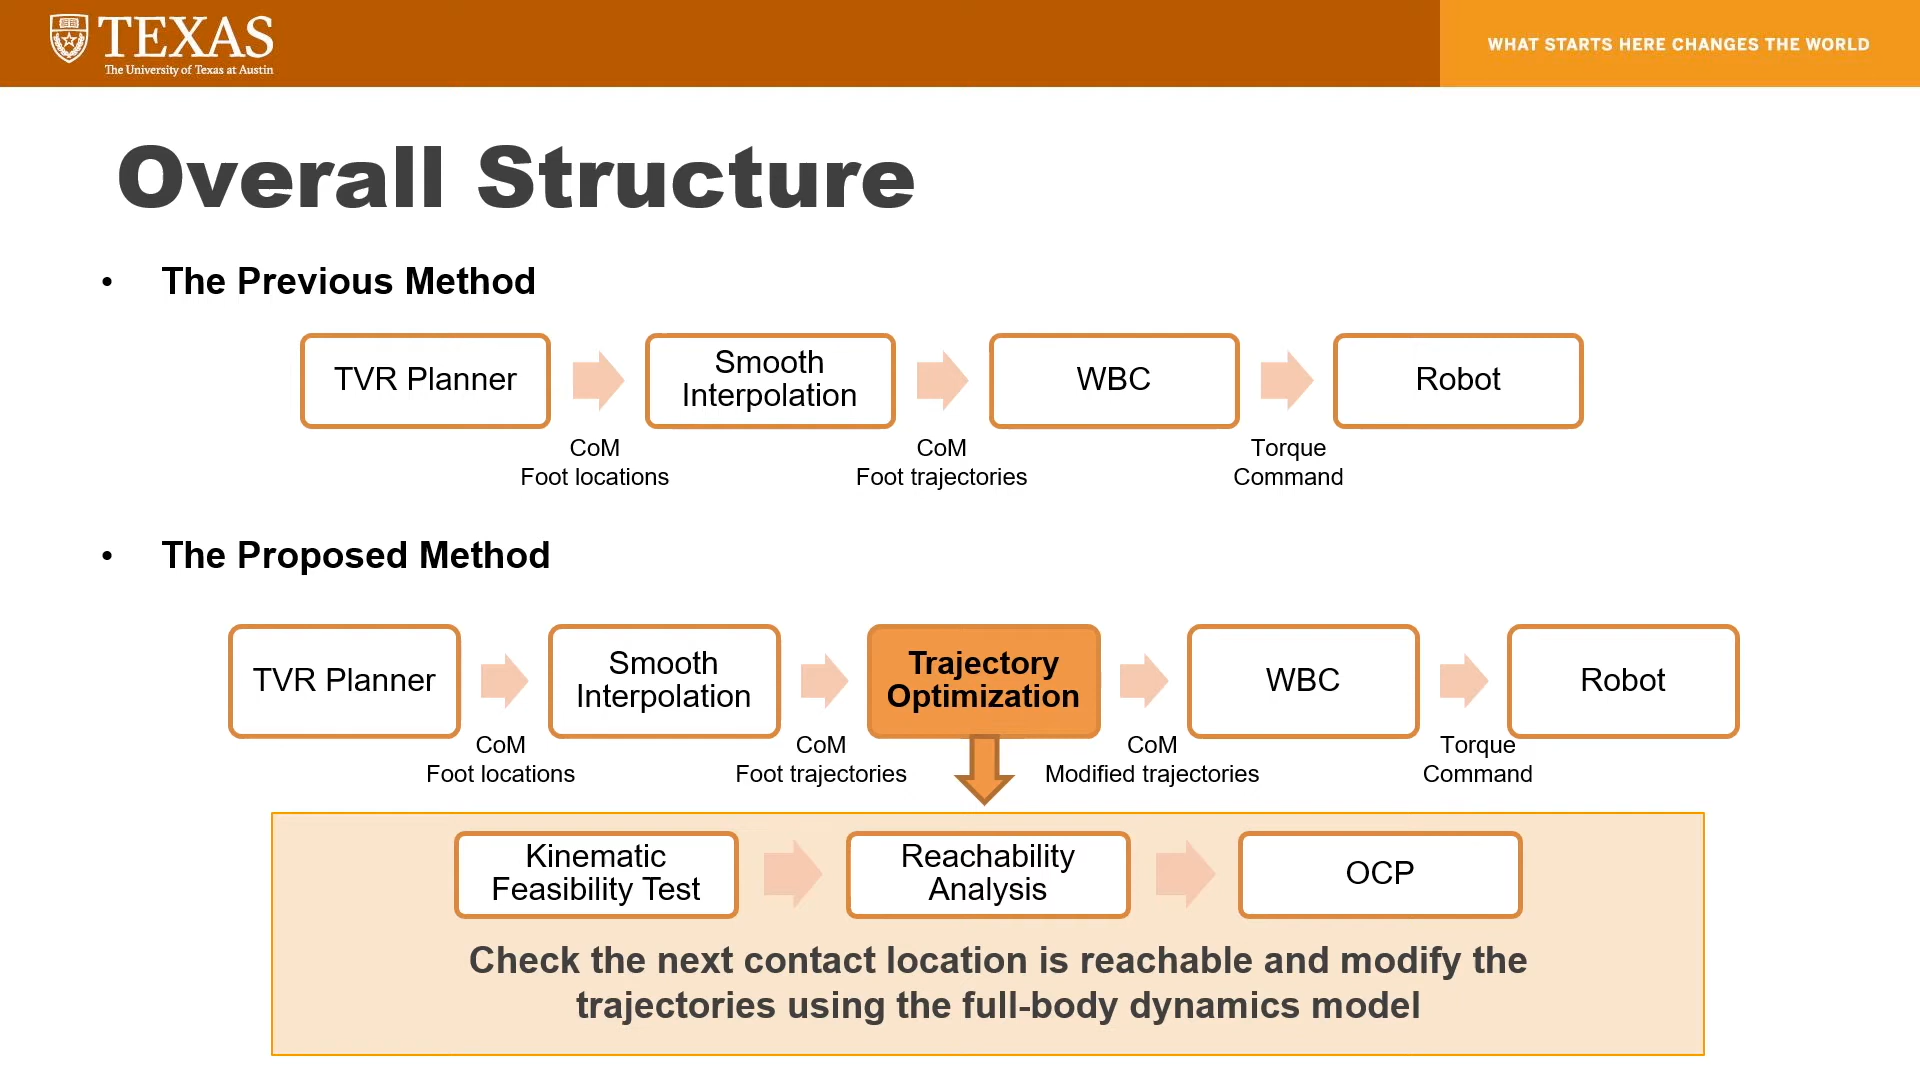 TEXAS
The University of Texas at Austin
WHAT STARTS HERE CHANGES THE WORLD
Overall Structure
• The Previous Method
TVR Planner
Smooth
Interpolation
WBC
Robot
CoM
Foot locations
CoM
Foot trajectories
Torque
Command
• The Proposed Method
TVR Planner
Smooth
Interpolation
Trajectory
Optimization
WBC
Robot
CoM
Foot locations
CoM
Foot trajectories
CoM
Modified trajectories
Torque
Command
Kinematic
Feasibility Test
Reachability
Analysis
OCP
Check the next contact location is reachable and modify the
trajectories using the full-body dynamics model